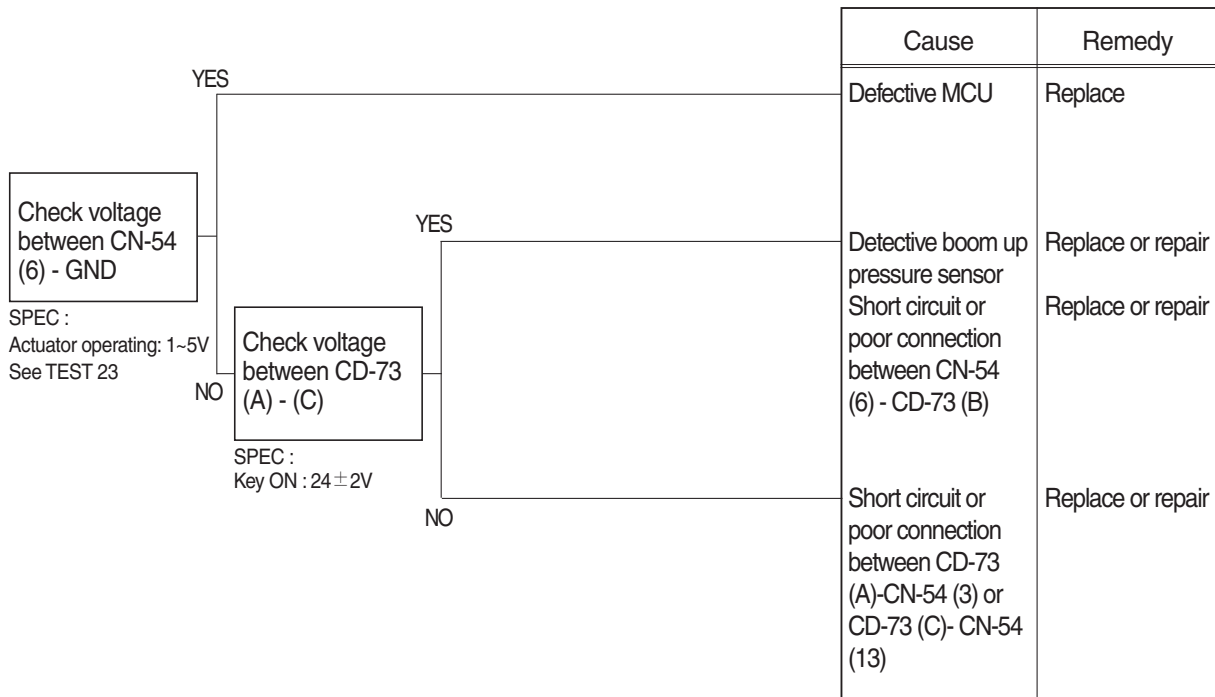 Cause
Remedy
YES
Defective MCU
Replace
Check voltage
between CN-54
(6) - GND
SPEC :
Actuator operating: 1~5V
See TEST 23
YES
Detective boom up
pressure sensor
Replace or repair
Short circuit or
poor connection
between CN-54
(6) - CD-73 (B)
Replace or repair
NO
Check voltage
between CD-73
(A) - (C)
SPEC :
Key ON : 24±2V
NO
Short circuit or
poor connection
between CD-73
(A)-CN-54 (3) or
CD-73 (C)- CN-54
(13)
Replace or repair